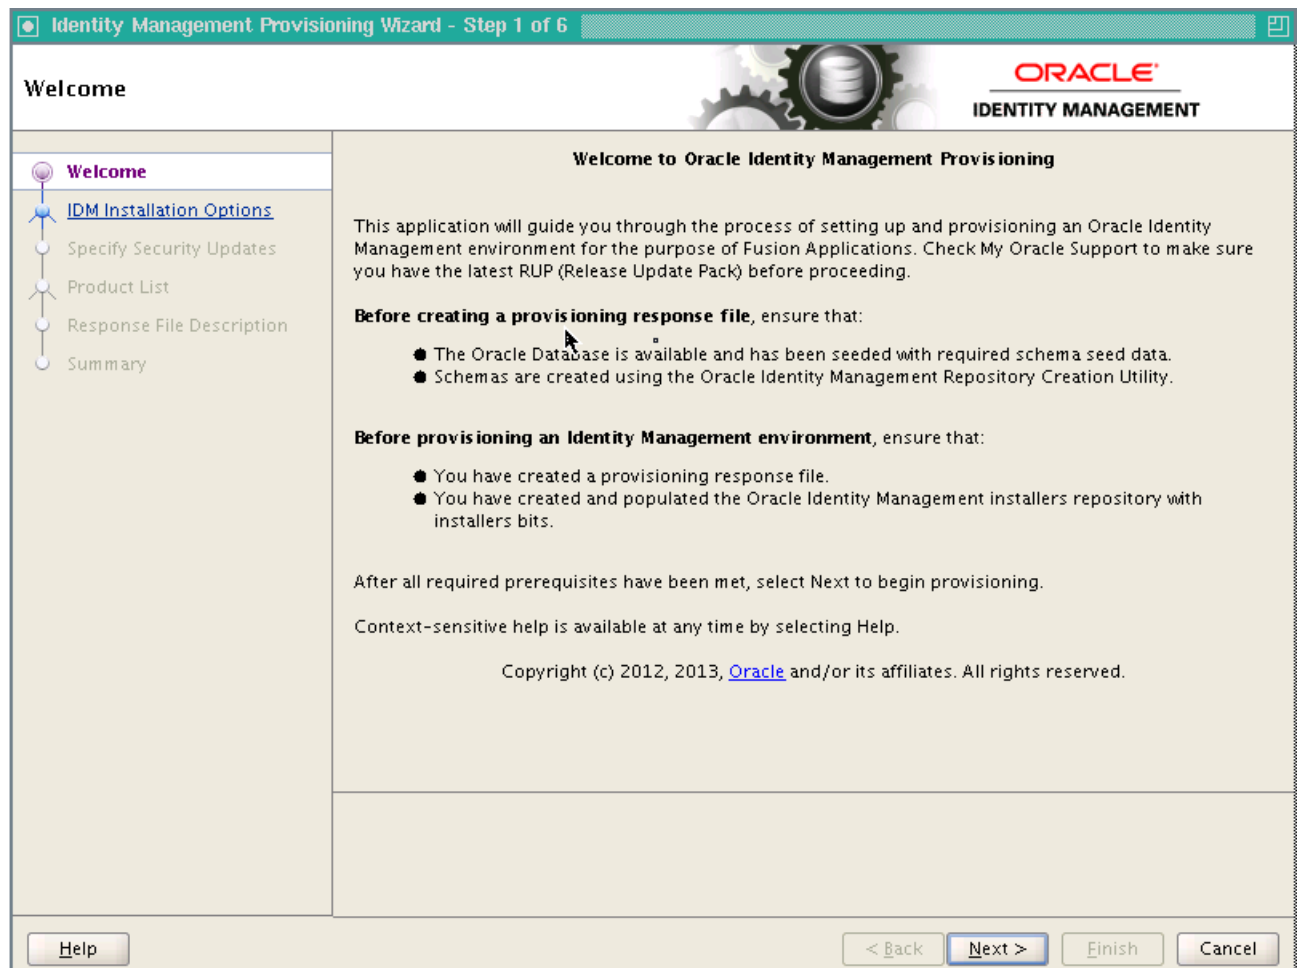 Identity Management Provisioning Wizard - Step 1 of 6
Welcome
ORACLE
IDENTITY MANAGEMENT
Welcome
IDM Installation Options
Specify Security Updates
Product List
Response File Description
Summary
Welcome to Oracle Identity Management Provisioning
This application will guide you through the process of setting up and provisioning an Oracle Identity
Management environment for the purpose of Fusion Applications. Check My Oracle Support to make sure
you have the latest RUP (Release Update Pack) before proceeding.
Before creating a provisioning response file, ensure that:
● The Oracle Database is available and has been seeded with required schema seed data.
● Schemas are created using the Oracle Identity Management Repository Creation Utility.
Before provisioning an Identity Management environment, ensure that:
● You have created a provisioning response file.
● You have created and populated the Oracle Identity Management installers repository with
installers bits.
After all required prerequisites have been met, select Next to begin provisioning.
Context-sensitive help is available at any time by selecting Help.
Copyright (c) 2012, 2013, Oracle and/or its affiliates. All rights reserved.
Help
< Back
Next >
Finish
Cancel